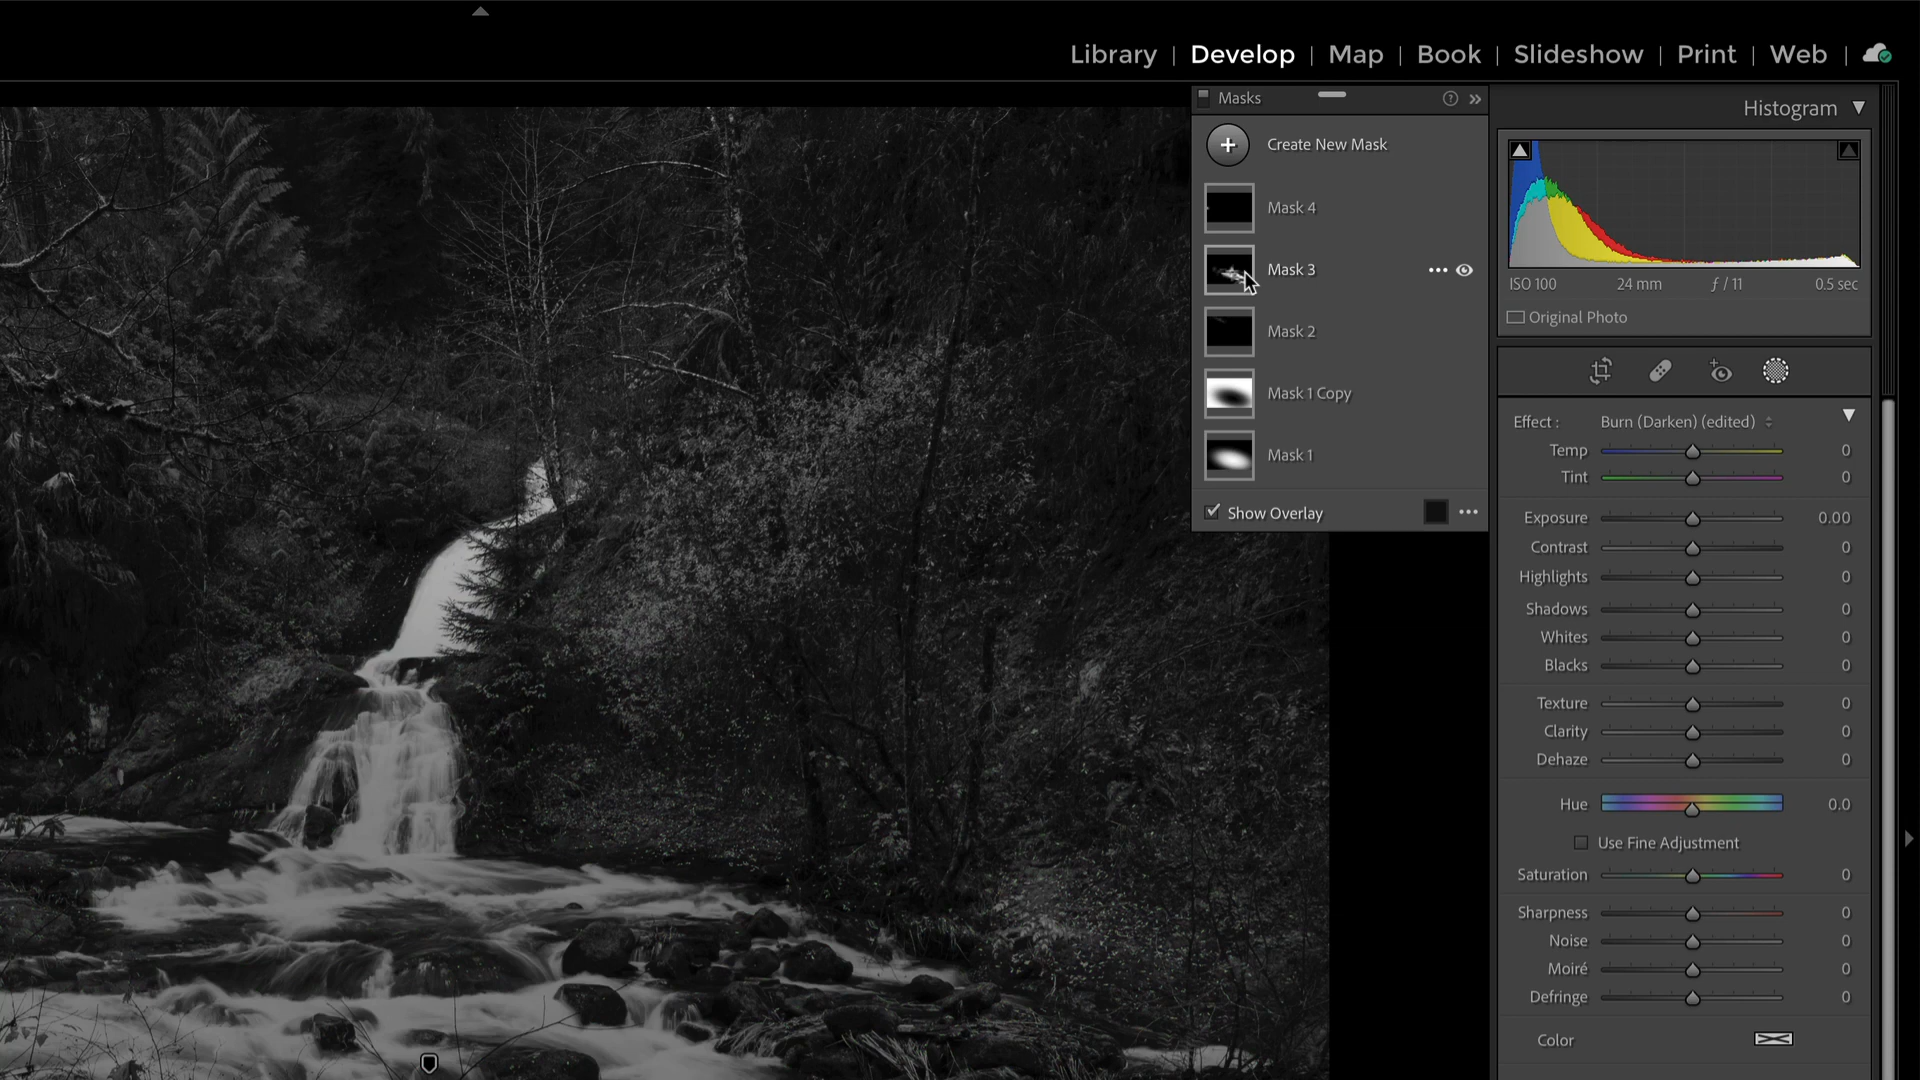 Library | Develop | Map | Book | Slideshow | Print | Web |
Masks
Create New Mask
Mask 4
Mask 3
Mask 2
Mask 1 Copy
Mask 1
Show Overlay
Histogram
ISO 100 24 mm ƒ / 11 0.5 sec
Original Photo
Effect : Burn (Darken) (edited)
Temp 0
Tint 0
Exposure 0.00
Contrast 0
Highlights 0
Shadows 0
Whites 0
Blacks 0
Texture 0
Clarity 0
Dehaze 0
Hue 0.0
Use Fine Adjustment
Saturation 0
Sharpness 0
Noise 0
Moiré 0
Defringe 0
Color